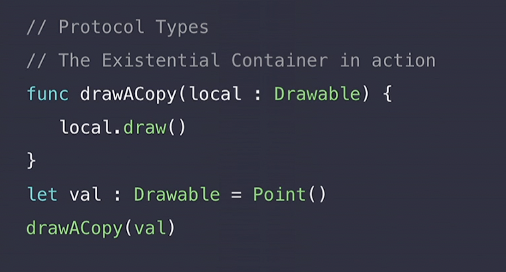 // Protocol Types
// The Existential Container in action
func drawACopy(local : Drawable) {
local.draw()
}
let val : Drawable = Point()
drawACopy(val)